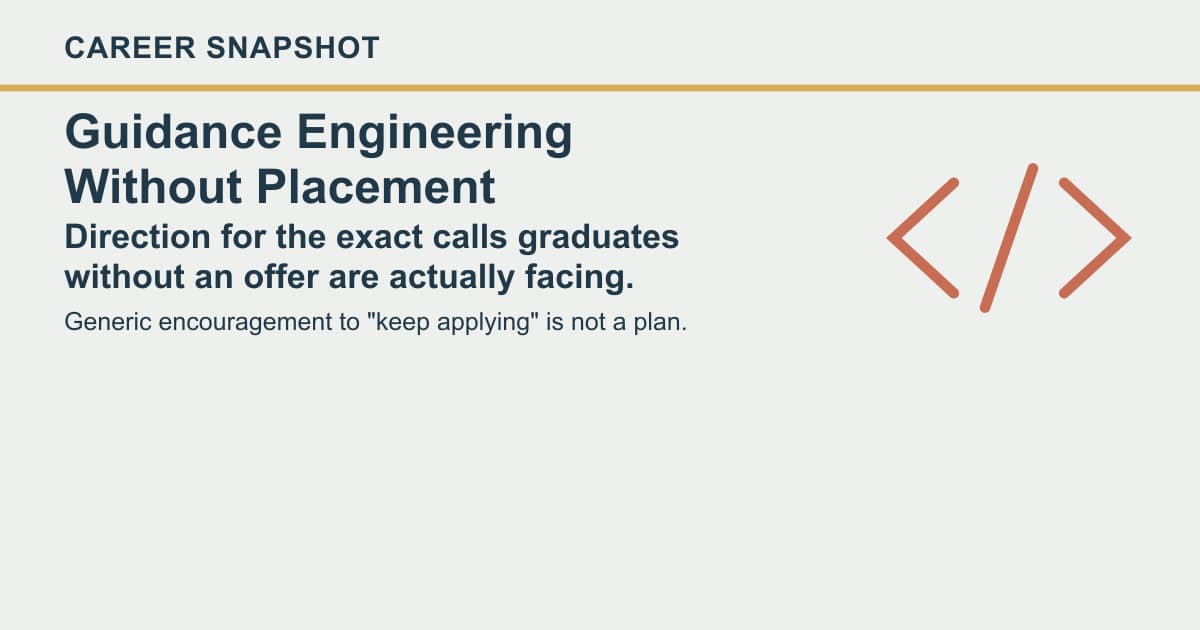 CAREER SNAPSHOT
Guidance Engineering
Without Placement
Direction for the exact calls graduates
without an offer are actually facing.
Generic encouragement to "keep applying" is not a plan.